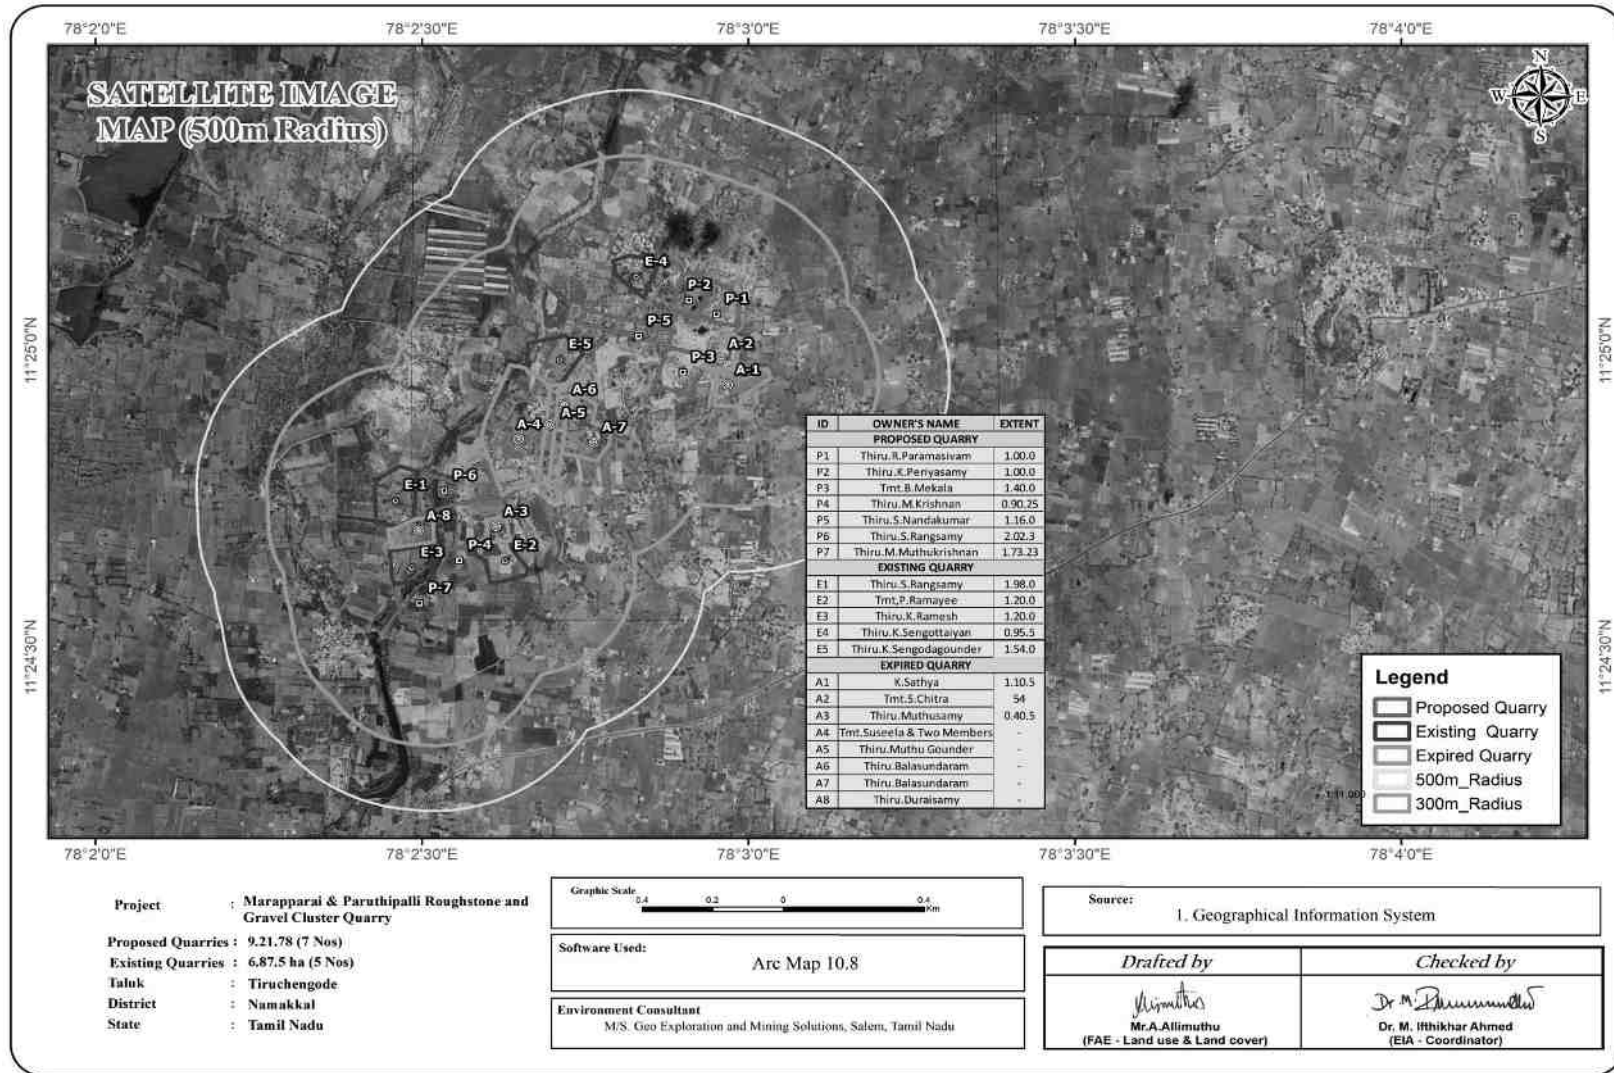 78°2'0"E 78°2'30"E 78°3'0"E 78°3'30"E 78°4'0"E
SATELLITE IMAGE
MAP (500m Radius)
N
W E
S
11°25'0"N 11°25'0"N
11°24'30"N 11°24'30"N
E-4
P-2
P-1
P-5
E-5
A-2
P-3
A-1
A-6
A-5
A-4
A-7
P-6
E-1
A-8
A-3
E-3
P-4
E-2
P-7
ID OWNER'S NAME EXTENT
PROPOSED QUARRY
P1 Thiru.R.Paramasivam 1.00.0
P2 Thiru.K.Periyasamy 1.00.0
P3 Tmt.B.Mekala 1.40.0
P4 Thiru.M.Krishnan 0.90.25
P5 Thiru.S.Nandakumar 1.16.0
P6 Thiru.S.Rangsamy 2.02.3
P7 Thiru.M.Muthukrishnan 1.73.23
EXISTING QUARRY
E1 Thiru.S.Rangsamy 1.98.0
E2 Tmt,P.Ramayee 1.20.0
E3 Thiru.K.Ramesh 1.20.0
E4 Thiru.K.Sengottaiyan 0.95.5
E5 Thiru.K.Sengodagounder 1.54.0
EXPIRED QUARRY
A1 K.Sathya 1.10.5
A2 Tmt.S.Chitra 54
A3 Thiru.Muthusamy 0.40.5
A4 Tmt.Suseela & Two Members -
A5 Thiru.Muthu Gounder -
A6 Thiru.Balasundaram -
A7 Thiru.Balasundaram -
A8 Thiru.Duraisamy -
Legend
Proposed Quarry
Existing Quarry
Expired Quarry
500m_Radius
300m_Radius
78°2'0"E 78°2'30"E 78°3'0"E 78°3'30"E 78°4'0"E
Project : Marapparai & Paruthipalli Roughstone and
Gravel Cluster Quarry
Proposed Quarries : 9.21.78 (7 Nos)
Existing Quarries : 6.87.5 ha (5 Nos)
Taluk : Tiruchengode
District : Namakkal
State : Tamil Nadu
Graphic Scale
0.4 0.2 0 0.4
Km
Software Used:
Arc Map 10.8
Environment Consultant
M/S. Geo Exploration and Mining Solutions, Salem, Tamil Nadu
Source:
1. Geographical Information System
Drafted by Checked by
Mr.A.Allimuthu
(FAE - Land use & Land cover)
Dr. M. Ifthikhar Ahmed
(EIA - Coordinator)